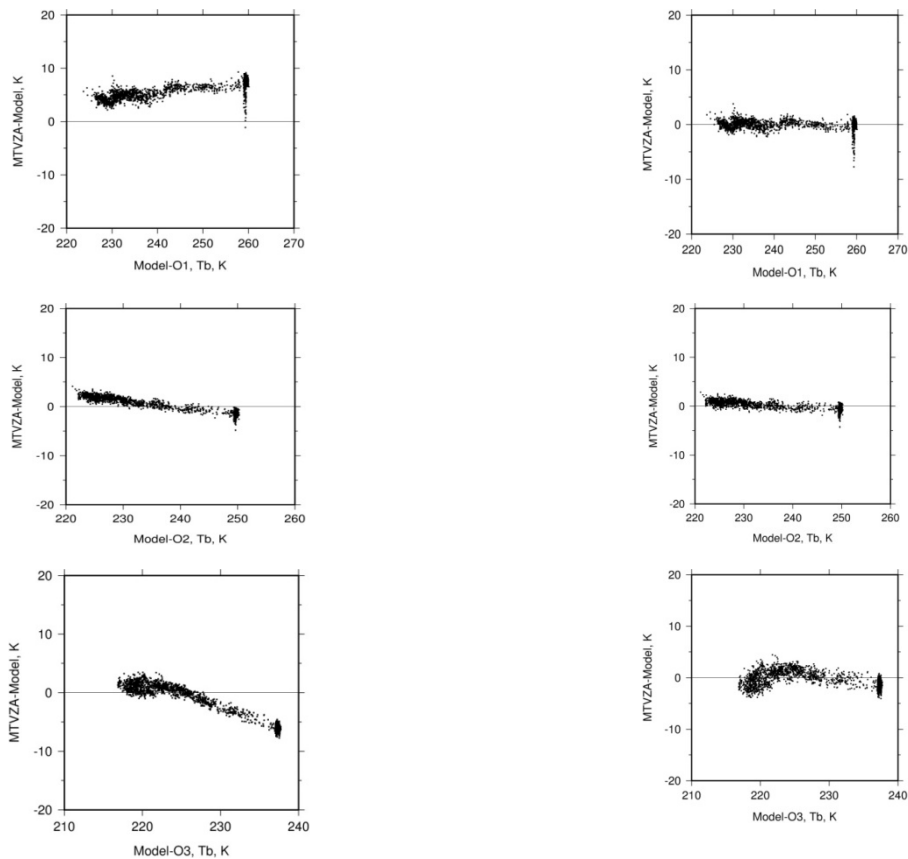 20
10
0
-10
-20
MTVZA-Model, K
220 230 240 250 260 270
Model-O1, Tb, K
20
10
0
-10
-20
MTVZA-Model, K
220 230 240 250 260 270
Model-O1, Tb, K
20
10
0
-10
-20
MTVZA-Model, K
220 230 240 250 260
Model-O2, Tb, K
20
10
0
-10
-20
MTVZA-Model, K
220 230 240 250 260
Model-O2, Tb, K
20
10
0
-10
-20
MTVZA-Model, K
210 220 230 240
Model-O3, Tb, K
20
10
0
-10
-20
MTVZA-Model, K
210 220 230 240
Model-O3, Tb, K